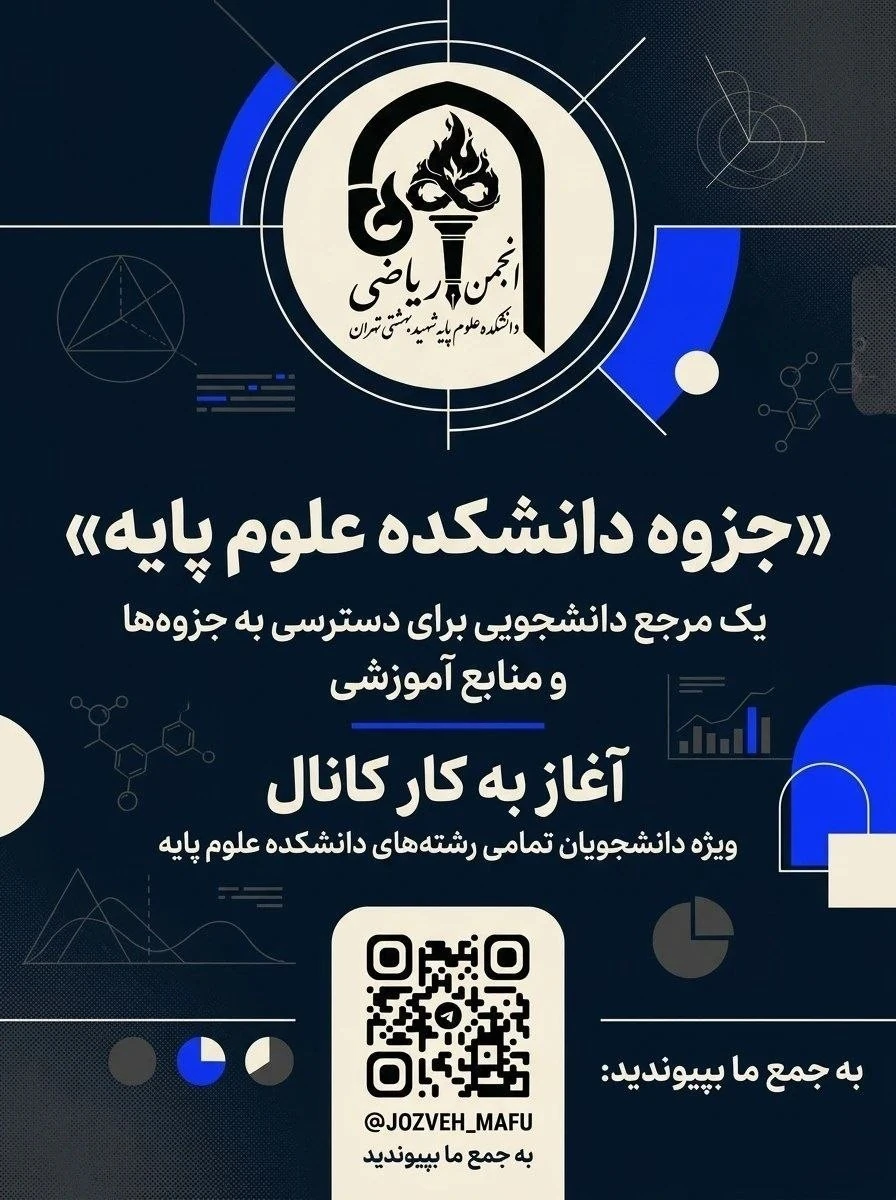 انجمن ریاضی
دانشکده علوم پایه شهید بهشتی تهران
«جزوه دانشکده علوم پایه»
یک مرجع دانشجویی برای دسترسی به جزوه‌ها
و منابع آموزشی
آغاز به کار کانال
ویژه دانشجویان تمامی رشته‌های دانشکده علوم پایه
به جمع ما بپیوندید:
@JOZVEH_MAFU
به جمع ما بپیوندید